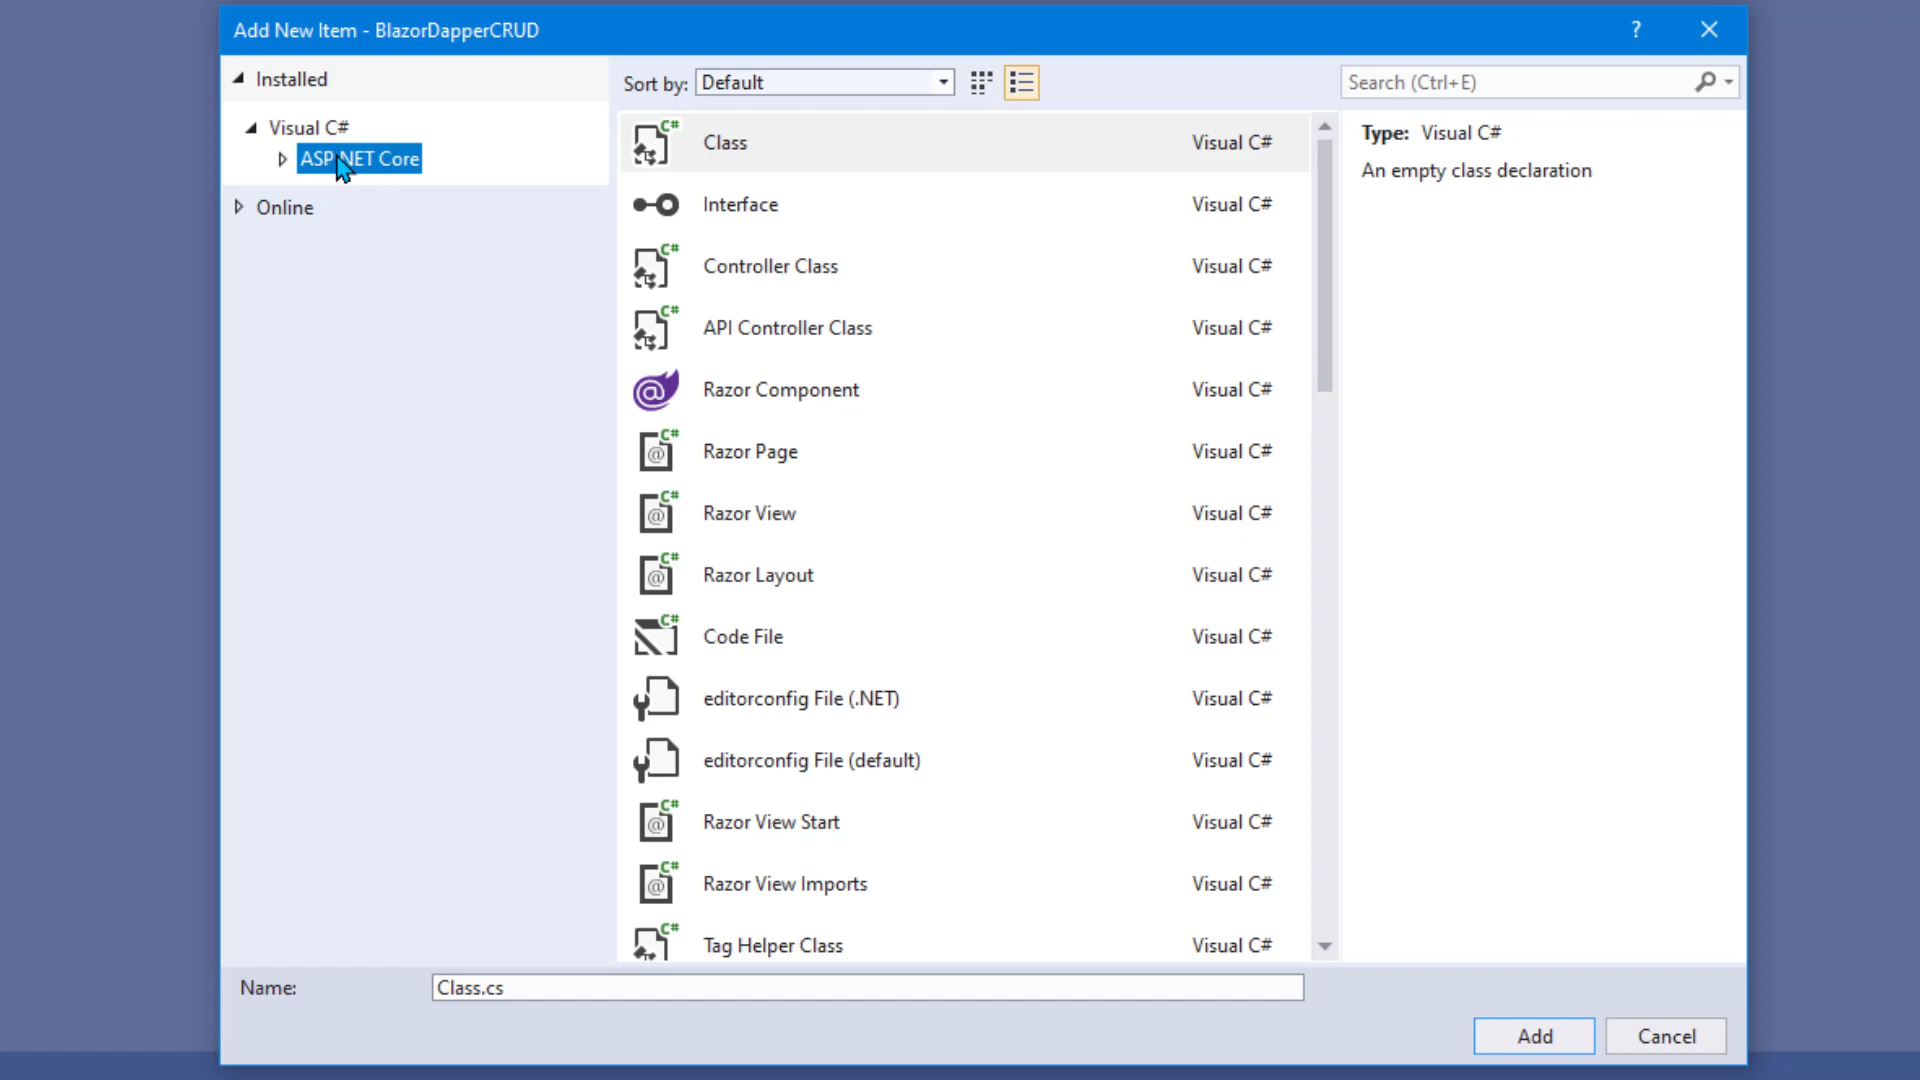 Add New Item - BlazorDapperCRUD ? 
Installed
Visual C#
ASP.NET Core
Online
Sort by: Default
Search (Ctrl+E)
C# Class Visual C#
Interface Visual C#
C# Controller Class Visual C#
C# API Controller Class Visual C#
@ Razor Component Visual C#
C# @ Razor Page Visual C#
C# @ Razor View Visual C#
C# @ Razor Layout Visual C#
C# Code File Visual C#
editorconfig File (.NET) Visual C#
editorconfig File (default) Visual C#
C# @ Razor View Start Visual C#
C# @ Razor View Imports Visual C#
C# Tag Helper Class Visual C#
Type: Visual C#
An empty class declaration
Name: Class.cs
Add Cancel